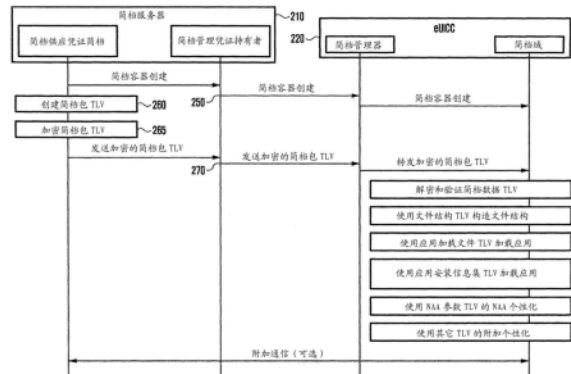 简档服务器
210
简档供应凭证简档
简档管理凭证持有者
eUICC
220
简档管理器
简档域
简档容器创建
250
简档容器创建
简档容器创建
创建简档包 TLV
260
加密简档包 TLV
265
发送加密的简档包 TLV
270
发送加密的简档包 TLV
转发加密的简档包 TLV
解密和验证简档数据 TLV
使用文件结构 TLV 构造文件结构
使用应用加载文件 TLV 加载应用
使用应用安装信息集 TLV 加载应用
使用 NAA 参数 TLV 的 NAA 个性化
使用其它 TLV 的附加个性化
附加通信(可选)